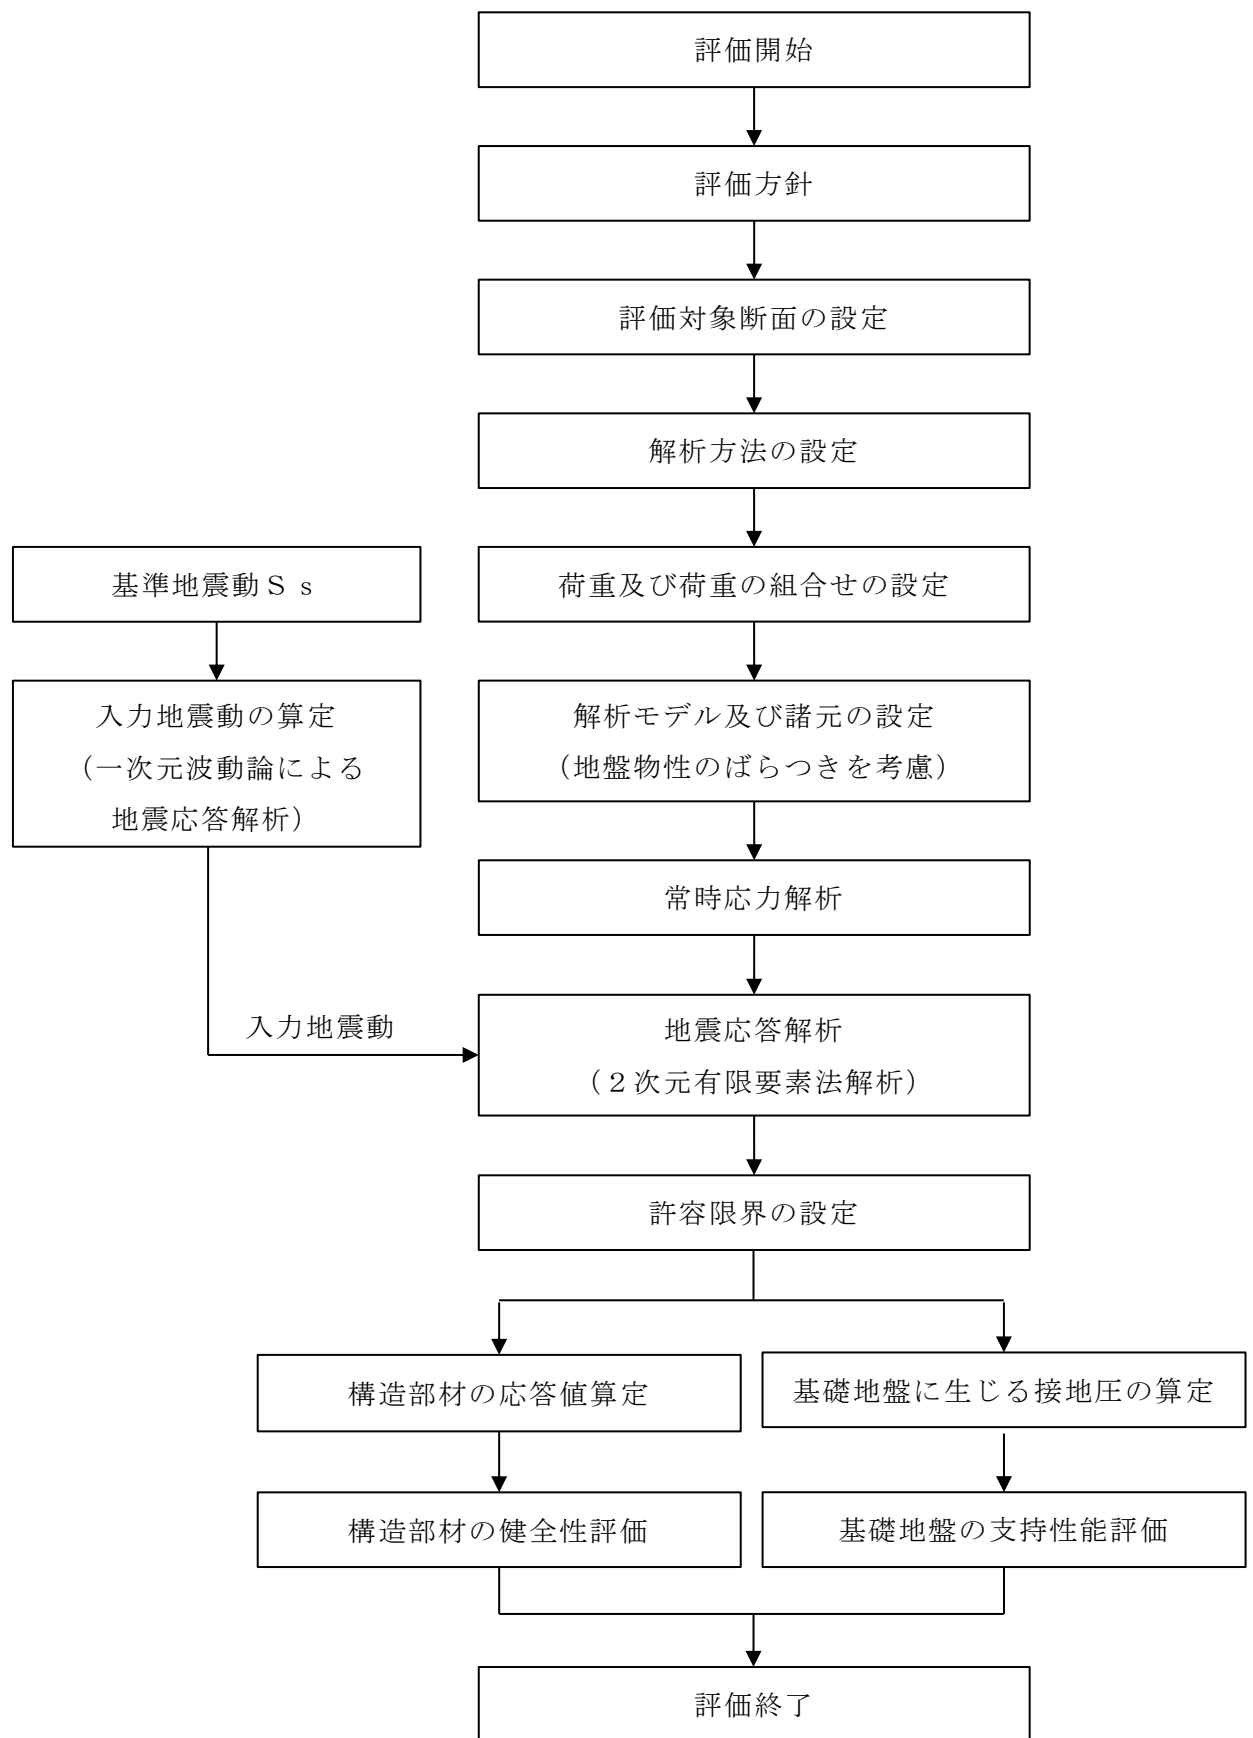 評価開始
評価方針
評価対象断面の設定
解析方法の設定
基準地震動Ｓｓ
荷重及び荷重の組合せの設定
入力地震動の算定
（一次元波動論による
地震応答解析）
解析モデル及び諸元の設定
（地盤物性のばらつきを考慮）
常時応力解析
入力地震動
地震応答解析
（２次元有限要素法解析）
許容限界の設定
構造部材の応答値算定
基礎地盤に生じる接地圧の算定
構造部材の健全性評価
基礎地盤の支持性能評価
評価終了